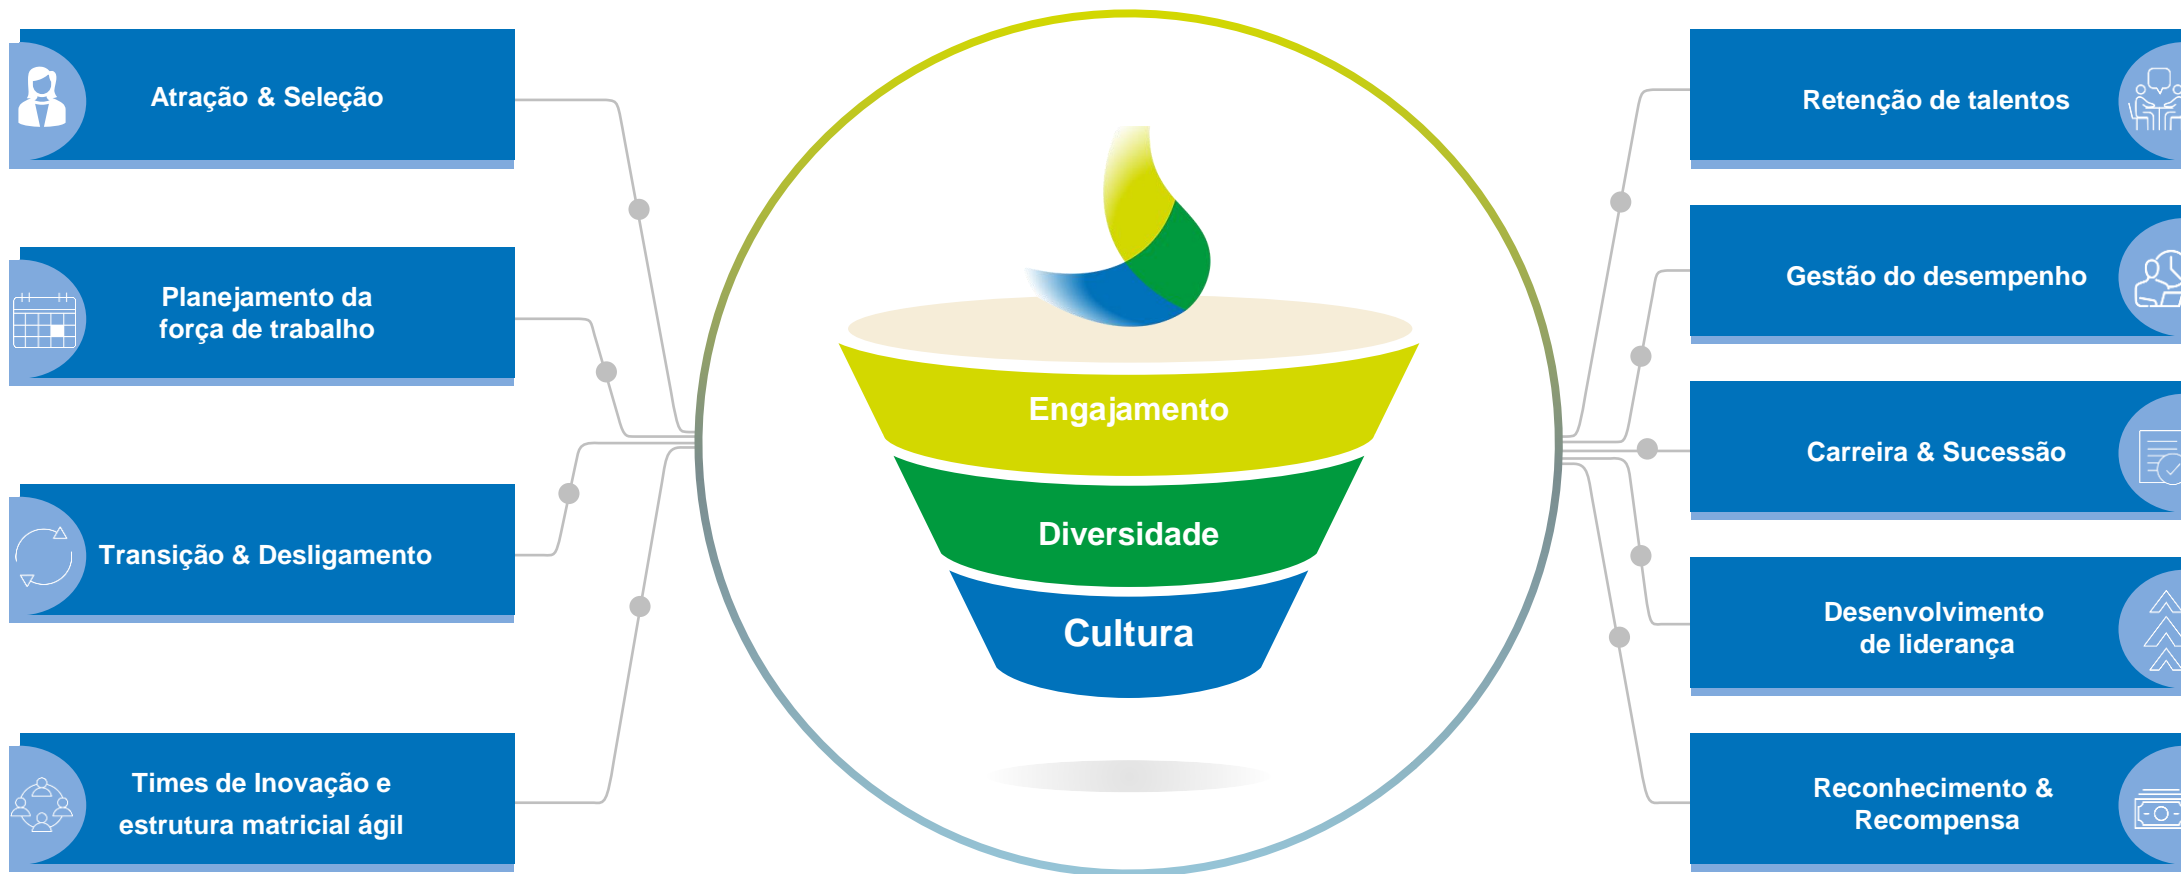 Atração & Seleção
Planejamento da
força de trabalho
Transição & Desligamento
Times de Inovação e
estrutura matricial ágil
Engajamento
Diversidade
Cultura
Retenção de talentos
Gestão do desempenho
Carreira & Sucessão
Desenvolvimento
de liderança
Reconhecimento &
Recompensa